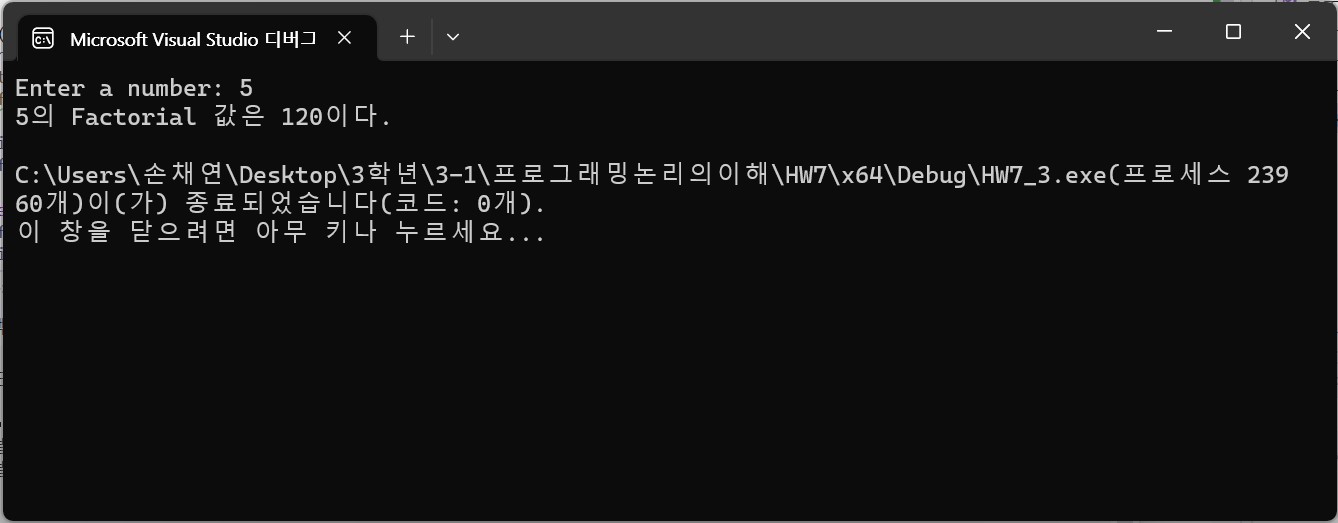 Microsoft Visual Studio 디버그
Enter a number: 5
5의 Factorial 값은 120이다.
C:\Users\손채연\Desktop\3학년\3-1\프로그래밍논리의이해\HW7\x64\Debug\HW7_3.exe(프로세스 239
60개)이(가) 종료되었습니다(코드: 0개).
이 창을 닫으려면 아무 키나 누르세요...